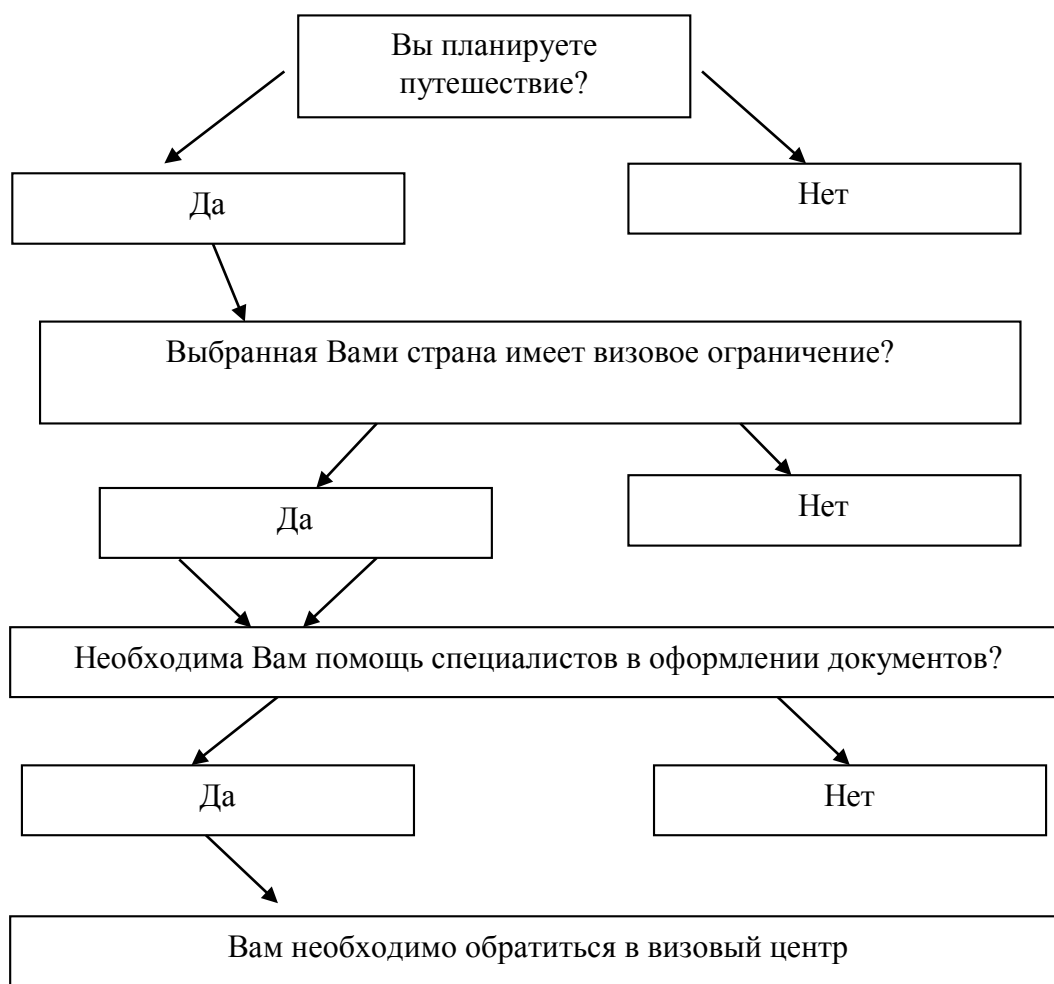 Вы планируете
путешествие?
Да
Нет
Выбранная Вами страна имеет визовое ограничение?
Да
Нет
Необходима Вам помощь специалистов в оформлении документов?
Да
Нет
Вам необходимо обратиться в визовый центр